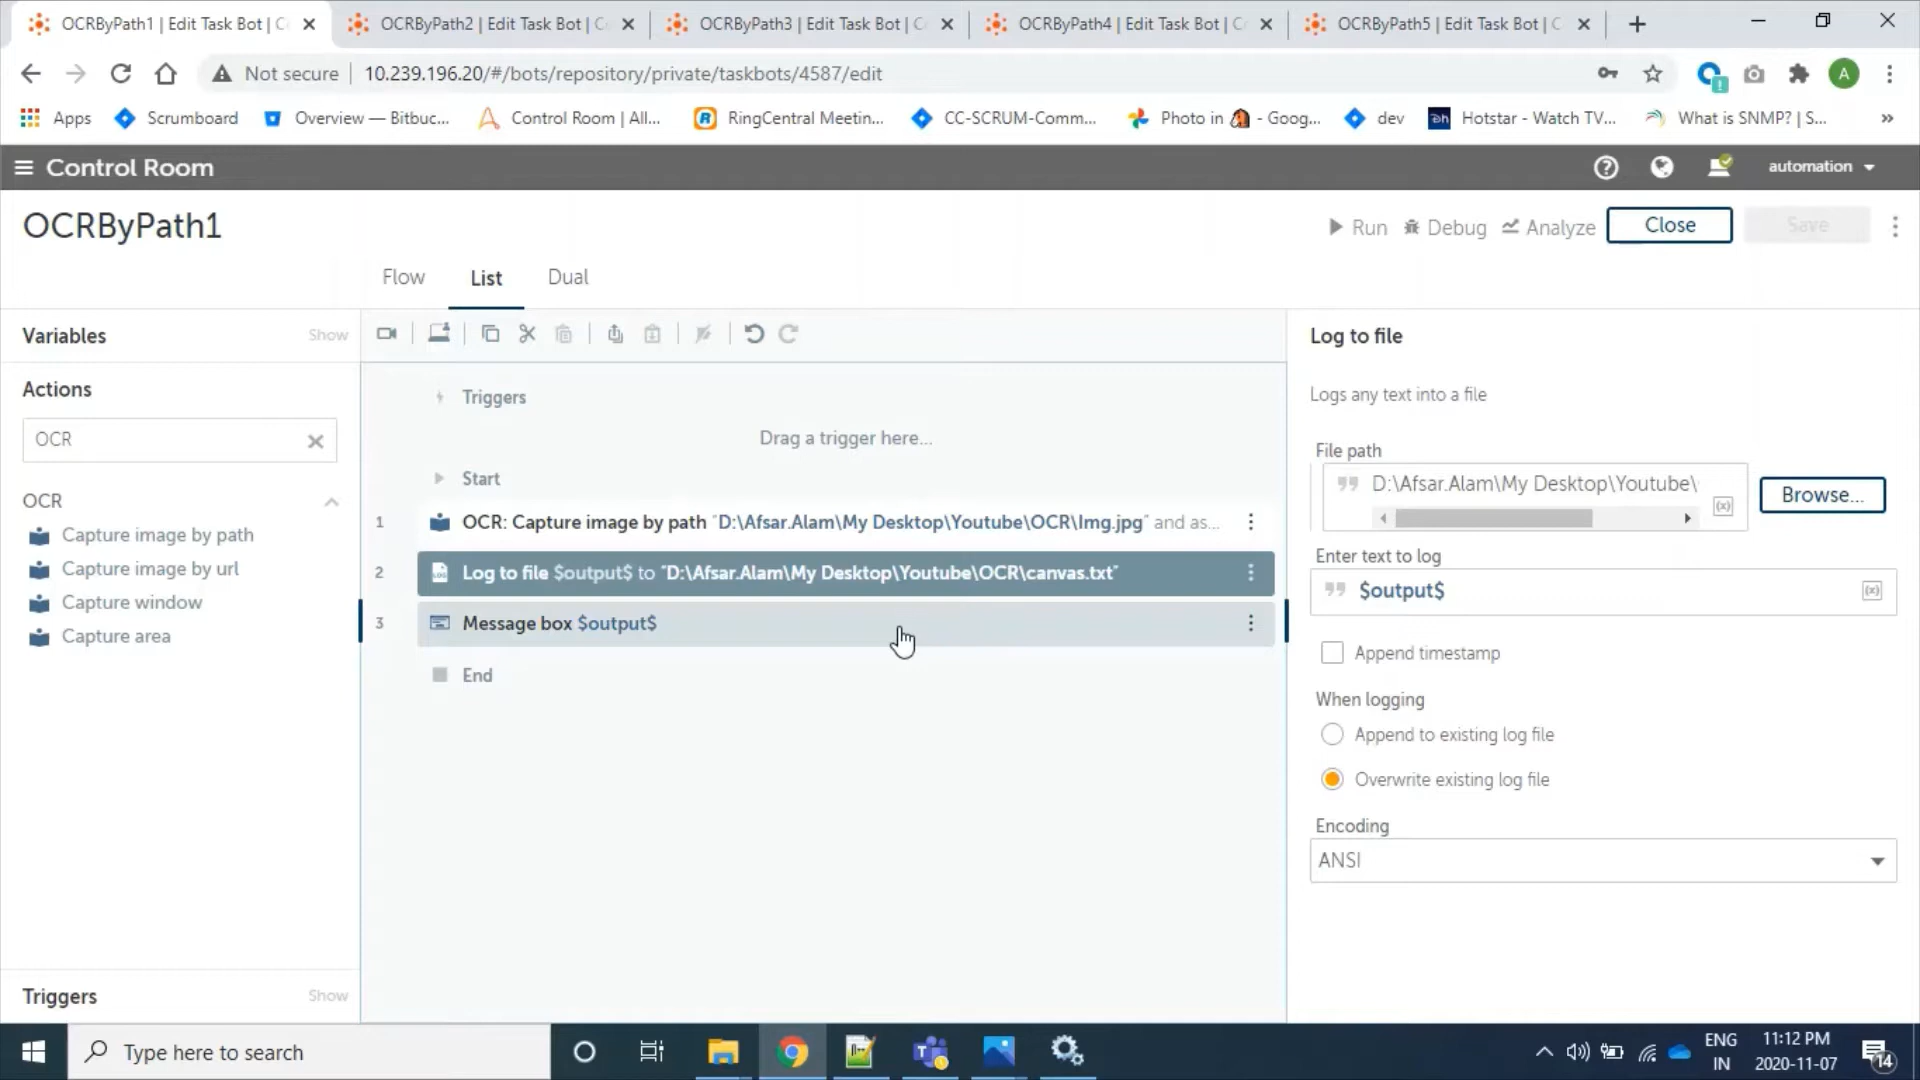 OCRByPath1 | Edit Task Bot | C
OCRByPath2 | Edit Task Bot | C
OCRByPath3 | Edit Task Bot | C
OCRByPath4 | Edit Task Bot | C
OCRByPath5 | Edit Task Bot | C
Not secure
10.239.196.20/#/bots/repository/private/taskbots/4587/edit
A
Apps
Scrumboard
Overview — Bitbuc...
Control Room | All...
RingCentral Meetin...
CC-SCRUM-Comm...
Photo in - Goog...
dev
Hotstar - Watch TV...
What is SNMP? | S...
»
Control Room
automation
OCRByPath1
Run
Debug
Analyze
Close
Save
Flow
List
Dual
Variables
Show
Actions
OCR
OCR
Capture image by path
Capture image by url
Capture window
Capture area
Triggers
Show
Triggers
Drag a trigger here...
Start
1 OCR: Capture image by path "D:\Afsar.Alam\My Desktop\Youtube\OCR\Img.jpg" and as...
2 Log to file $output$ to "D:\Afsar.Alam\My Desktop\Youtube\OCR\canvas.txt"
3 Message box $output$
End
Log to file
Logs any text into a file
File path
D:\Afsar.Alam\My Desktop\Youtube\
(x)
Browse...
Enter text to log
$output$
(x)
Append timestamp
When logging
Append to existing log file
Overwrite existing log file
Encoding
ANSI
Type here to search
ENG
IN
11:12 PM
2020-11-07
14